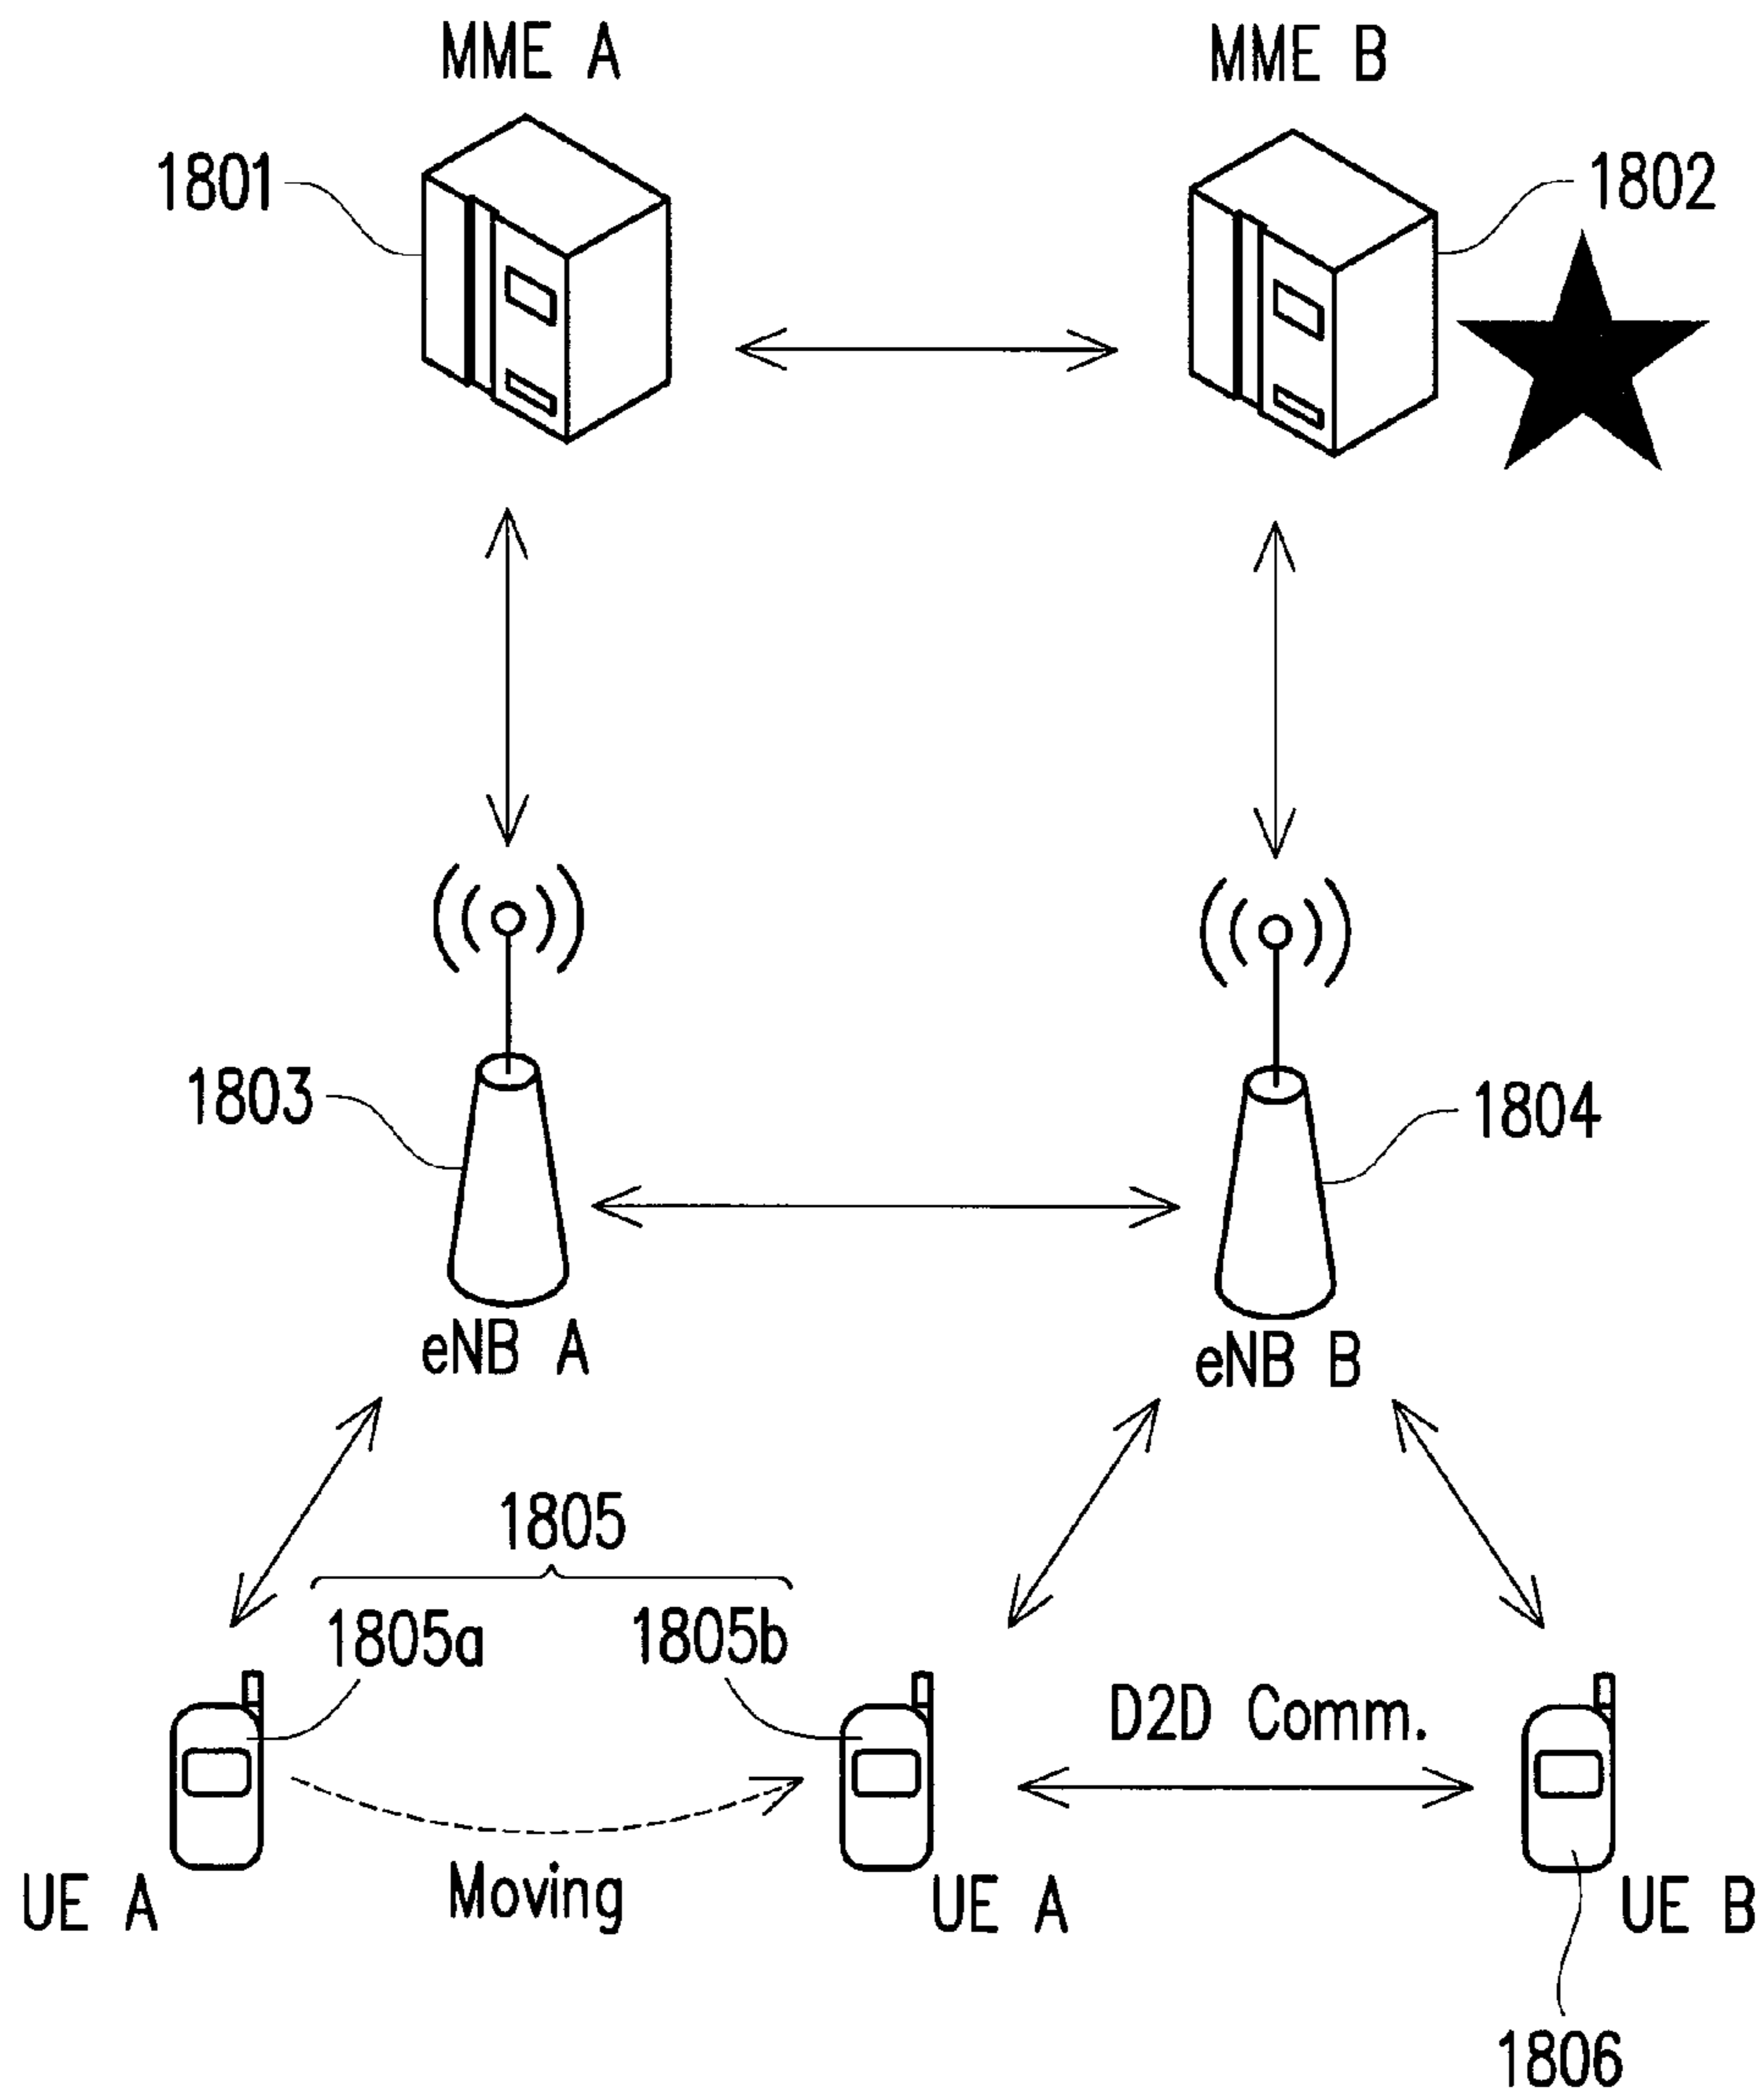 MME A
MME B
1801
1802
1803
1804
eNB A
eNB B
1805
1805a
1805b
D2D Comm.
UE A
Moving
UE A
UE B
1806